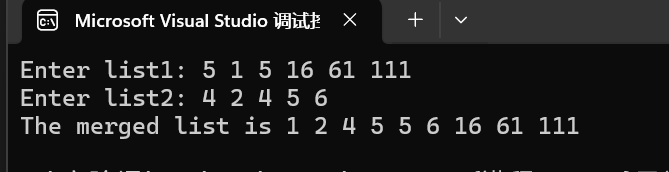 Microsoft Visual Studio 调试
Enter list1: 5 1 5 16 61 111
Enter list2: 4 2 4 5 6
The merged list is 1 2 4 5 5 6 16 61 111